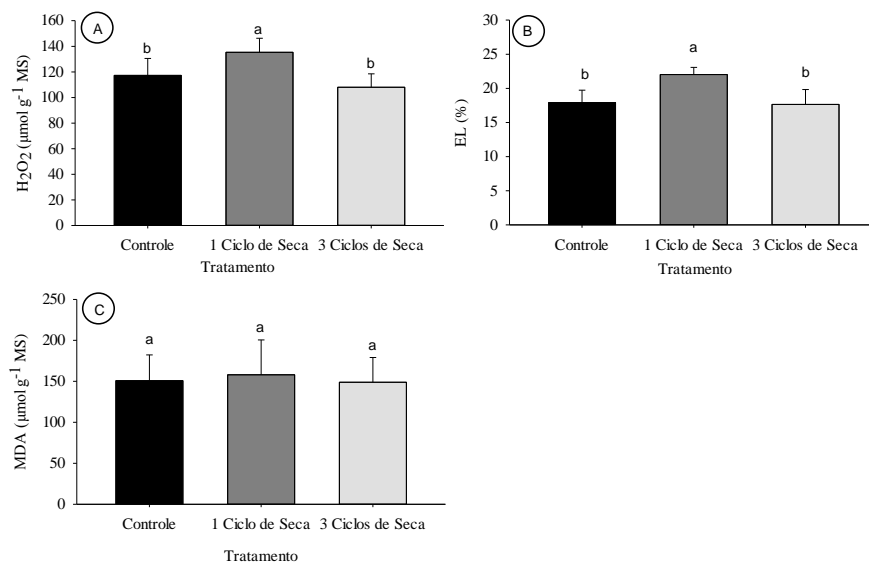 A
H₂O₂ (µmol g⁻¹ MS)
160
140
120
100
80
60
40
20
0
b
a
b
Controle
1 Ciclo de Seca
3 Ciclos de Seca
Tratamento
B
EL (%)
30
25
20
15
10
5
0
b
a
b
Controle
1 Ciclo de Seca
3 Ciclos de Seca
Tratamento
C
MDA (µmol g⁻¹ MS)
250
200
150
100
50
0
a
a
a
Controle
1 Ciclo de Seca
3 Ciclos de Seca
Tratamento